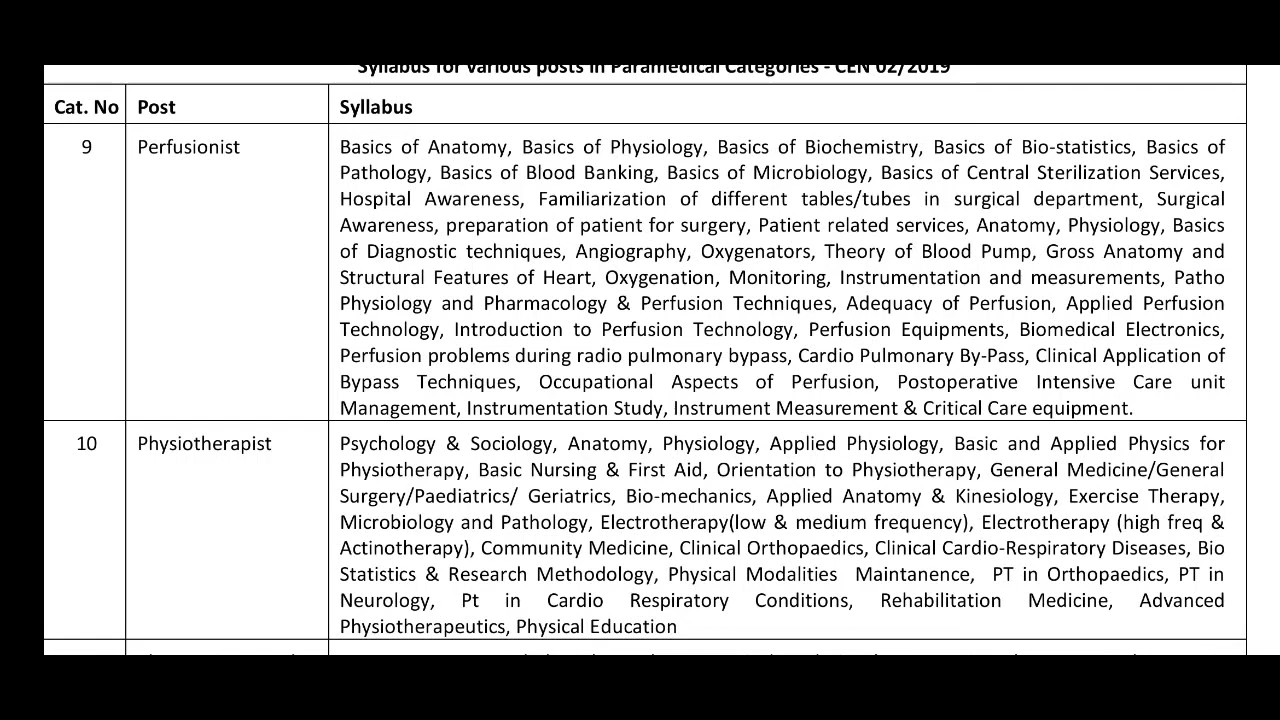 Syllabus for various posts in Paramedical Categories - CEN 02/2019
Cat. No Post Syllabus
9 Perfusionist Basics of Anatomy, Basics of Physiology, Basics of Biochemistry, Basics of Bio-statistics, Basics of
Pathology, Basics of Blood Banking, Basics of Microbiology, Basics of Central Sterilization Services,
Hospital Awareness, Familiarization of different tables/tubes in surgical department, Surgical
Awareness, preparation of patient for surgery, Patient related services, Anatomy, Physiology, Basics
of Diagnostic techniques, Angiography, Oxygenators, Theory of Blood Pump, Gross Anatomy and
Structural Features of Heart, Oxygenation, Monitoring, Instrumentation and measurements, Patho
Physiology and Pharmacology & Perfusion Techniques, Adequacy of Perfusion, Applied Perfusion
Technology, Introduction to Perfusion Technology, Perfusion Equipments, Biomedical Electronics,
Perfusion problems during radio pulmonary bypass, Cardio Pulmonary By-Pass, Clinical Application of
Bypass Techniques, Occupational Aspects of Perfusion, Postoperative Intensive Care unit
Management, Instrumentation Study, Instrument Measurement & Critical Care equipment.
10 Physiotherapist Psychology & Sociology, Anatomy, Physiology, Applied Physiology, Basic and Applied Physics for
Physiotherapy, Basic Nursing & First Aid, Orientation to Physiotherapy, General Medicine/General
Surgery/Paediatrics/ Geriatrics, Bio-mechanics, Applied Anatomy & Kinesiology, Exercise Therapy,
Microbiology and Pathology, Electrotherapy(low & medium frequency), Electrotherapy (high freq &
Actinotherapy), Community Medicine, Clinical Orthopaedics, Clinical Cardio-Respiratory Diseases, Bio
Statistics & Research Methodology, Physical Modalities Maintanence, PT in Orthopaedics, PT in
Neurology, Pt in Cardio Respiratory Conditions, Rehabilitation Medicine, Advanced
Physiotherapeutics, Physical Education